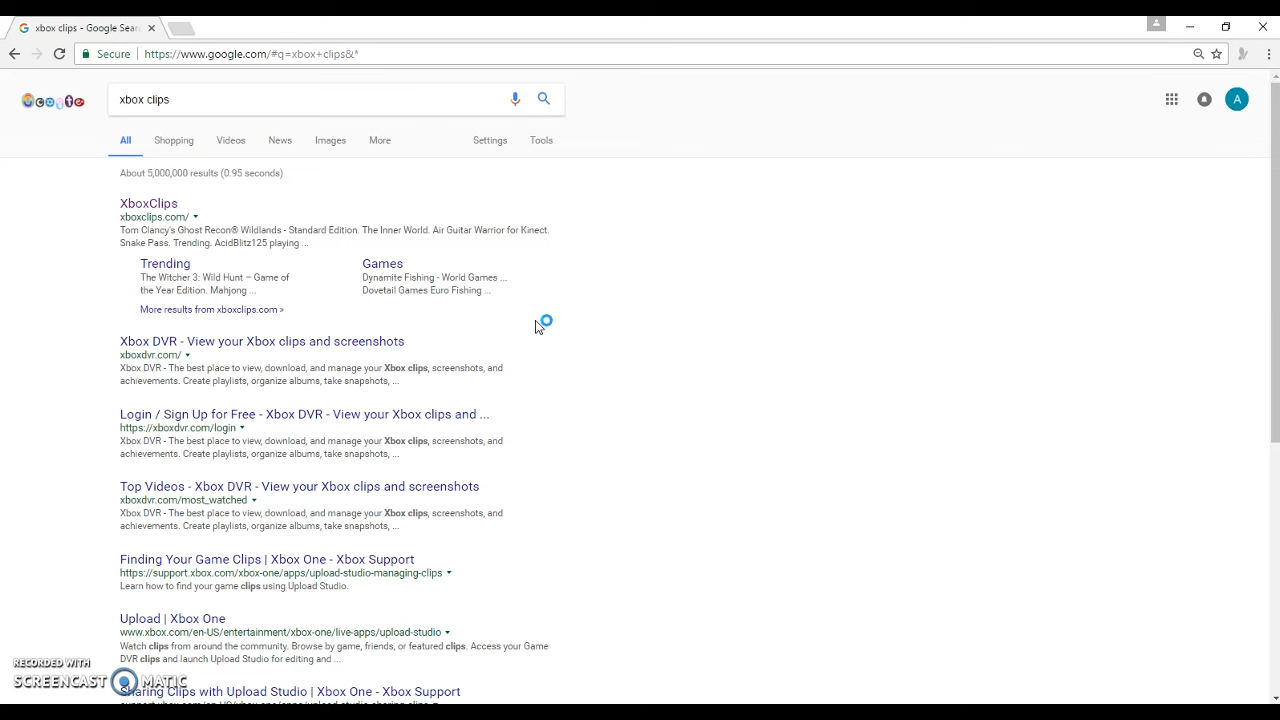 xbox clips - Google Sear
Secure https://www.google.com/#q=xbox+clips&*
xbox clips
A
All Shopping Videos News Images More Settings Tools
About 5,000,000 results (0.95 seconds)
XboxClips
xboxclips.com/
Tom Clancy's Ghost Recon® Wildlands - Standard Edition. The Inner World. Air Guitar Warrior for Kinect.
Snake Pass. Trending. AcidBlitz125 playing ...
Trending Games
The Witcher 3: Wild Hunt – Game of Dynamite Fishing - World Games ...
the Year Edition. Mahjong ... Dovetail Games Euro Fishing ...
More results from xboxclips.com »
Xbox DVR - View your Xbox clips and screenshots
xboxdvr.com/
Xbox DVR - The best place to view, download, and manage your Xbox clips, screenshots, and
achievements. Create playlists, organize albums, take snapshots, ...
Login / Sign Up for Free - Xbox DVR - View your Xbox clips and ...
https://xboxdvr.com/login
Xbox DVR - The best place to view, download, and manage your Xbox clips, screenshots, and
achievements. Create playlists, organize albums, take snapshots, ...
Top Videos - Xbox DVR - View your Xbox clips and screenshots
xboxdvr.com/most_watched
Xbox DVR - The best place to view, download, and manage your Xbox clips, screenshots, and
achievements. Create playlists, organize albums, take snapshots, ...
Finding Your Game Clips | Xbox One - Xbox Support
https://support.xbox.com/xbox-one/apps/upload-studio-managing-clips
Learn how to find your game clips using Upload Studio.
Upload | Xbox One
www.xbox.com/en-US/entertainment/xbox-one/live-apps/upload-studio
Watch clips from around the community. Browse by game, friends, or featured clips. Access your Game
DVR clips and launch Upload Studio for editing and ...
RECORDED WITH
SCREENCAST MATIC
Sharing Clips with Upload Studio | Xbox One - Xbox Support